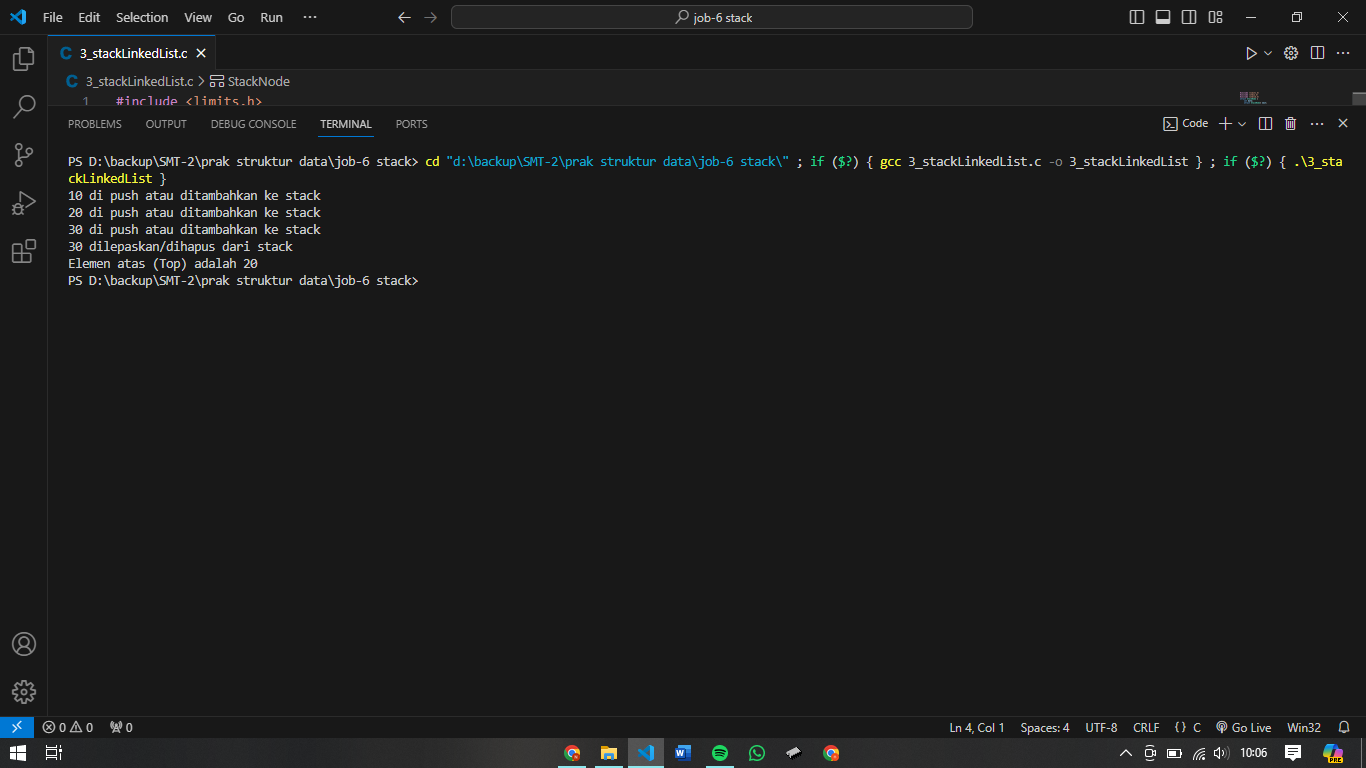 File Edit Selection View Go Run ··· job-6 stack
C 3_stackLinkedList.c
C 3_stackLinkedList.c > StackNode
1 #include <limits.h>
PROBLEMS OUTPUT DEBUG CONSOLE TERMINAL PORTS Code
PS D:\backup\SMT-2\prak struktur data\job-6 stack> cd "d:\backup\SMT-2\prak struktur data\job-6 stack\" ; if ($?) { gcc 3_stackLinkedList.c -o 3_stackLinkedList } ; if ($?) { .\3_sta
ckLinkedList }
10 di push atau ditambahkan ke stack
20 di push atau ditambahkan ke stack
30 di push atau ditambahkan ke stack
30 dilepaskan/dihapus dari stack
Elemen atas (Top) adalah 20
PS D:\backup\SMT-2\prak struktur data\job-6 stack>
0 0 0 Ln 4, Col 1 Spaces: 4 UTF-8 CRLF {} C Go Live Win32
10:06 PRE